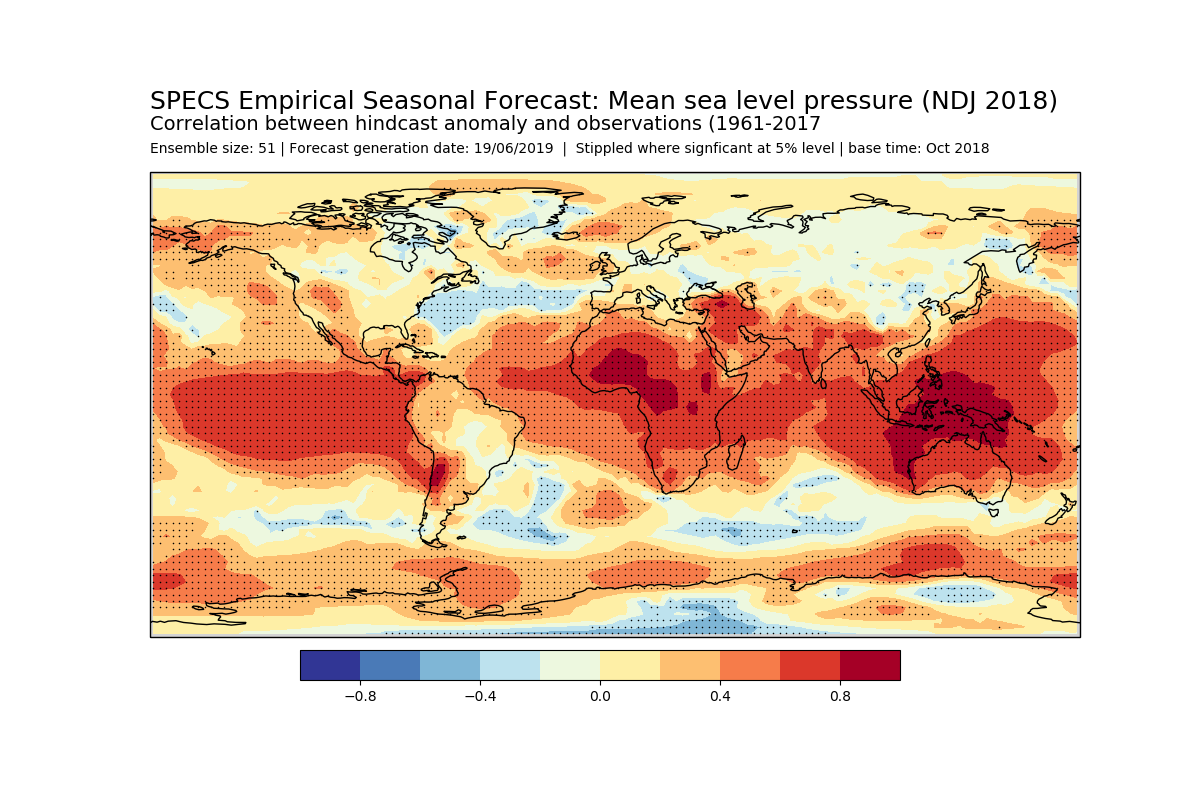 SPECS Empirical Seasonal Forecast: Mean sea level pressure (NDJ 2018)
Correlation between hindcast anomaly and observations (1961-2017
Ensemble size: 51 | Forecast generation date: 19/06/2019  |  Stippled where signficant at 5% level | base time: Oct 2018
−0.8 −0.4 0.0 0.4 0.8